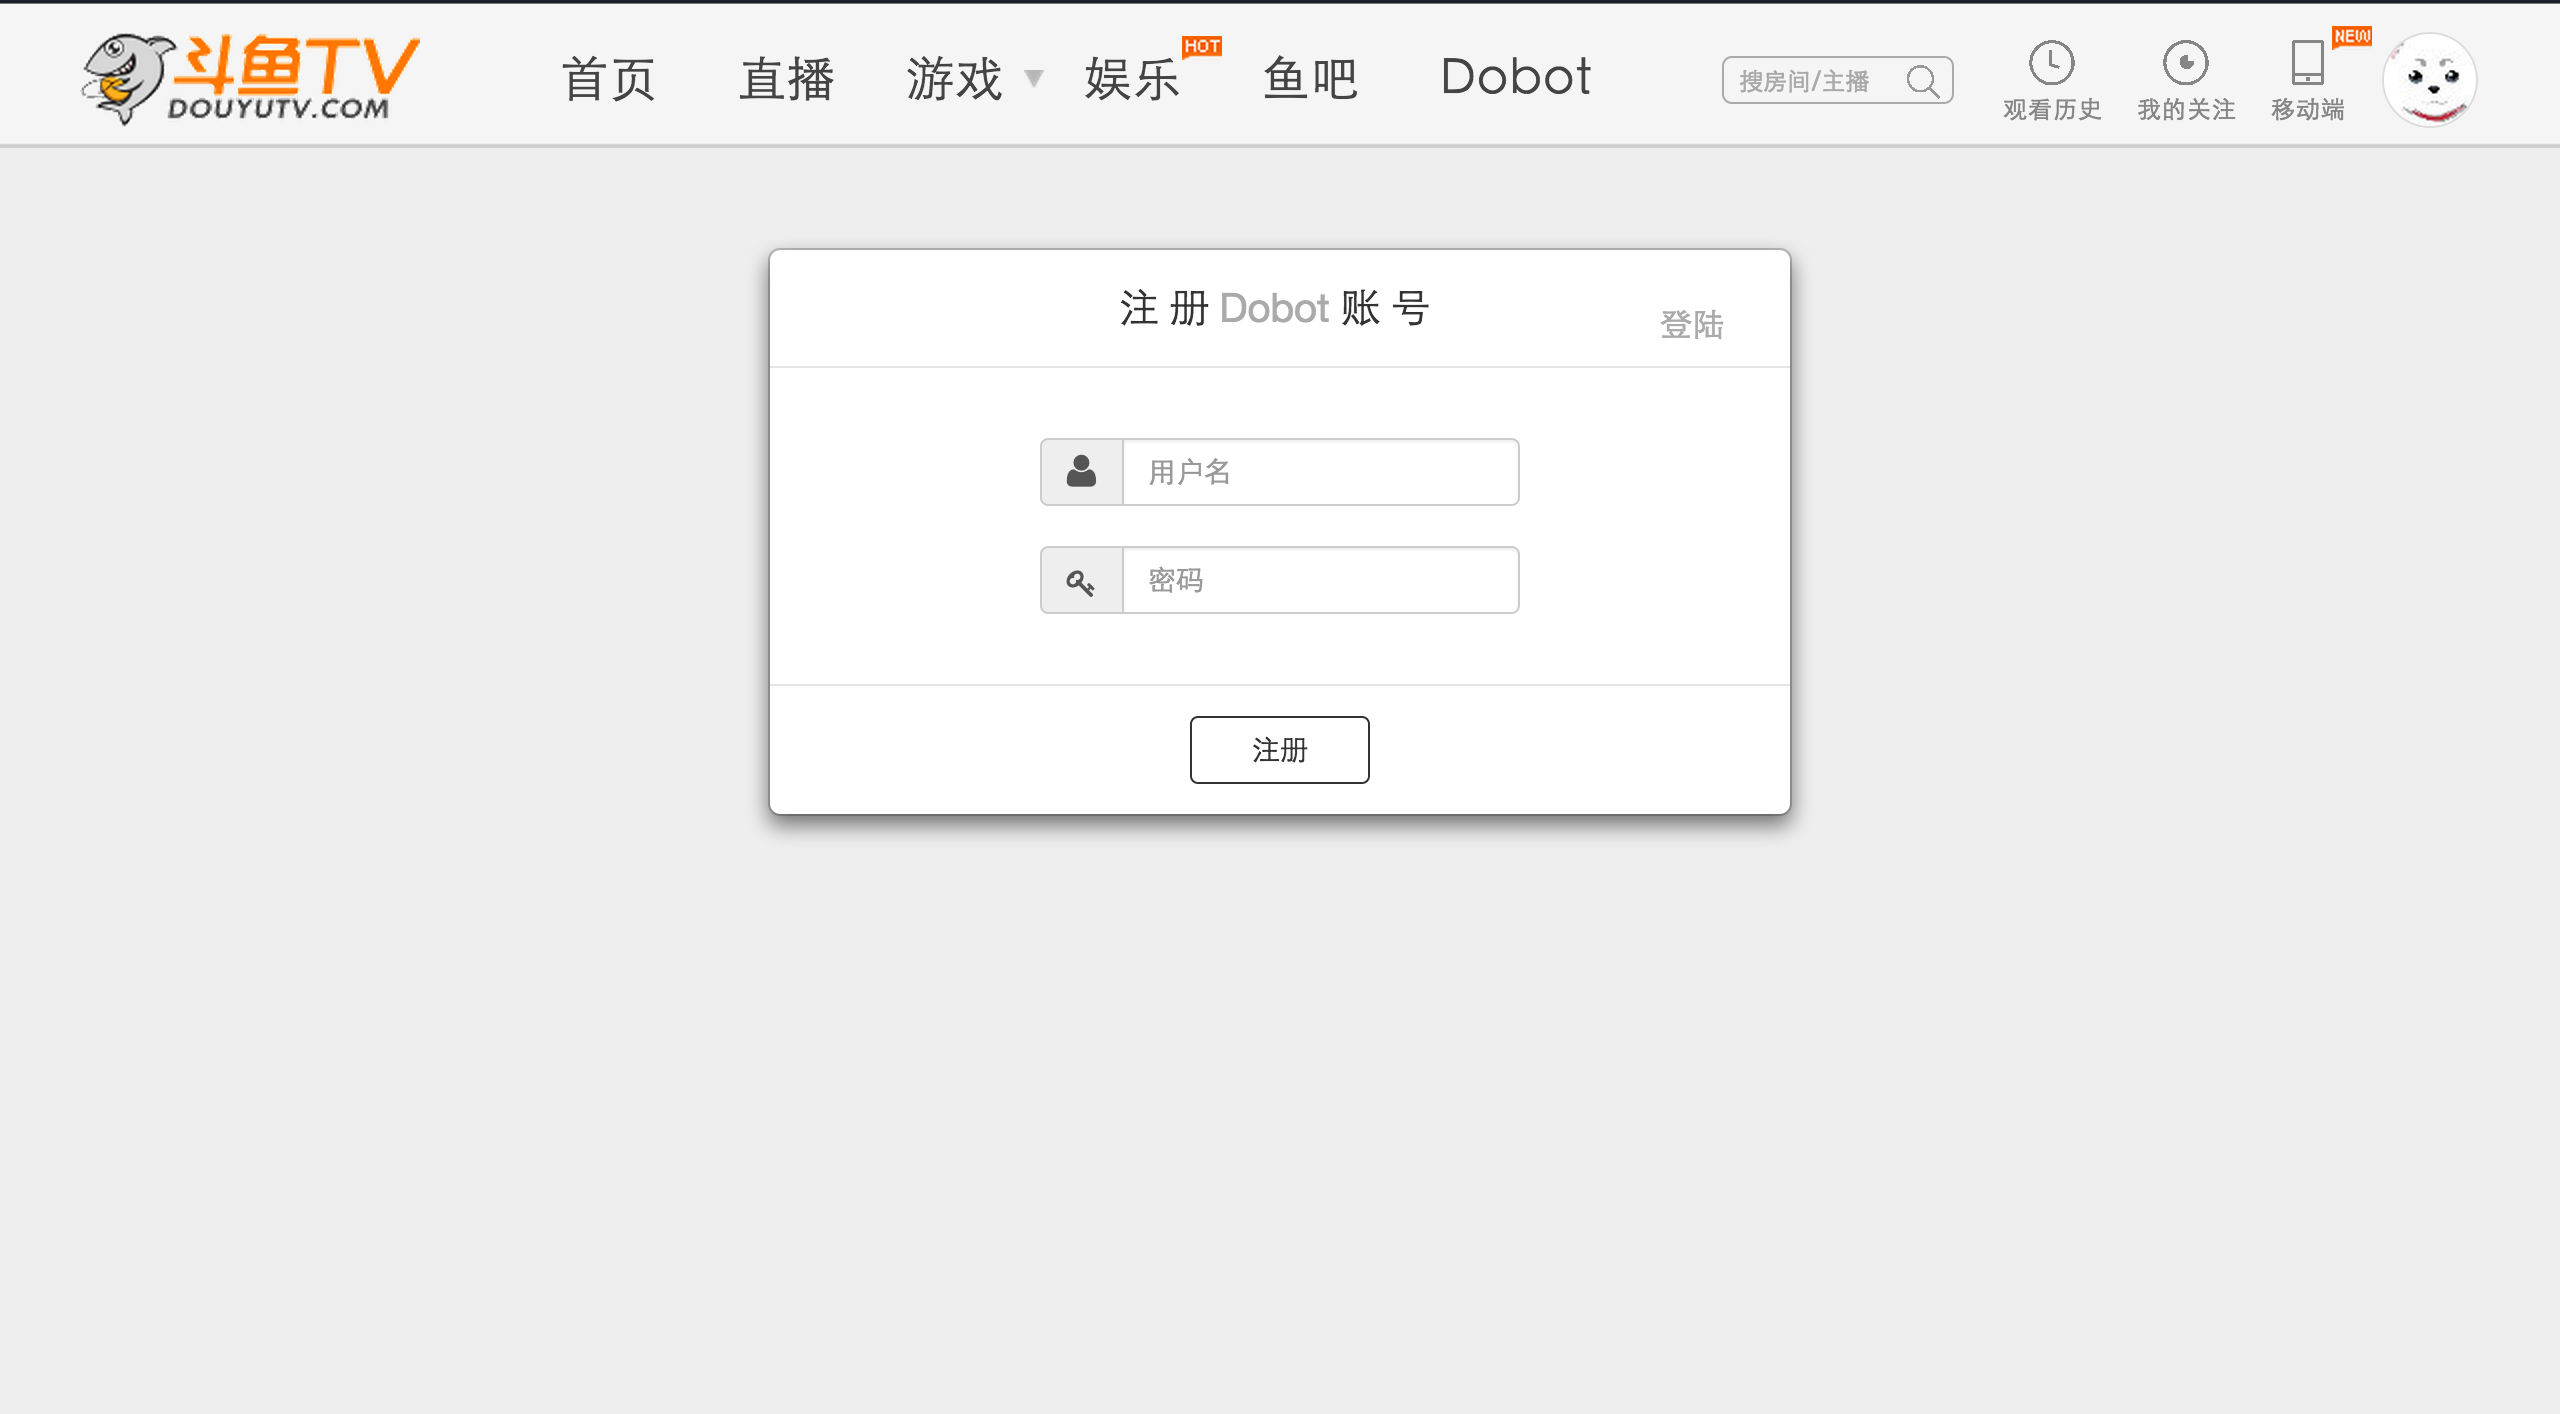 斗鱼TV
DOUYUTV.COM
首页 直播 游戏 娱乐 HOT 鱼吧 Dobot
搜房间/主播
观看历史 我的关注 移动端 NEW
注册 Dobot 账号
登陆
用户名
密码
注册